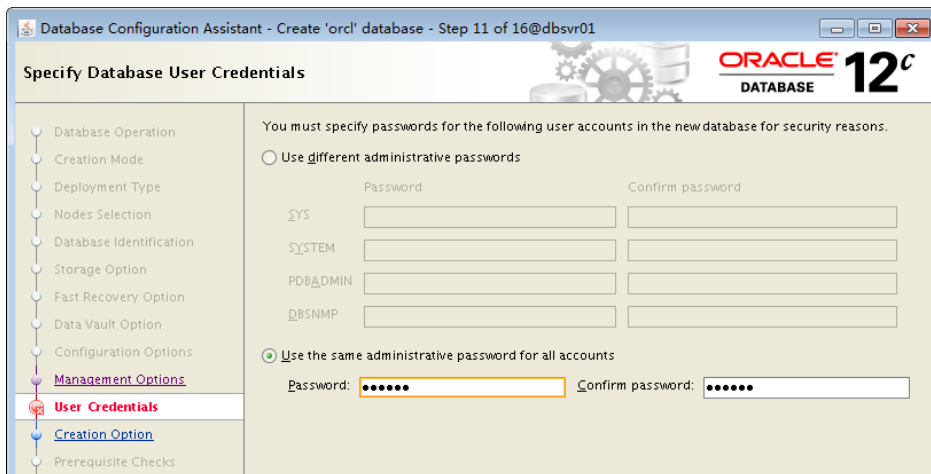 Database Configuration Assistant - Create 'orcl' database - Step 11 of 16@dbsvr01
Specify Database User Credentials
ORACLE®
DATABASE
12c
Database Operation
Creation Mode
Deployment Type
Nodes Selection
Database Identification
Storage Option
Fast Recovery Option
Data Vault Option
Configuration Options
Management Options
User Credentials
Creation Option
Prerequisite Checks
You must specify passwords for the following user accounts in the new database for security reasons.
Use different administrative passwords
Password Confirm password
SYS
SYSTEM
PDBADMIN
DBSNMP
Use the same administrative password for all accounts
Password: ●●●●●● Confirm password: ●●●●●●